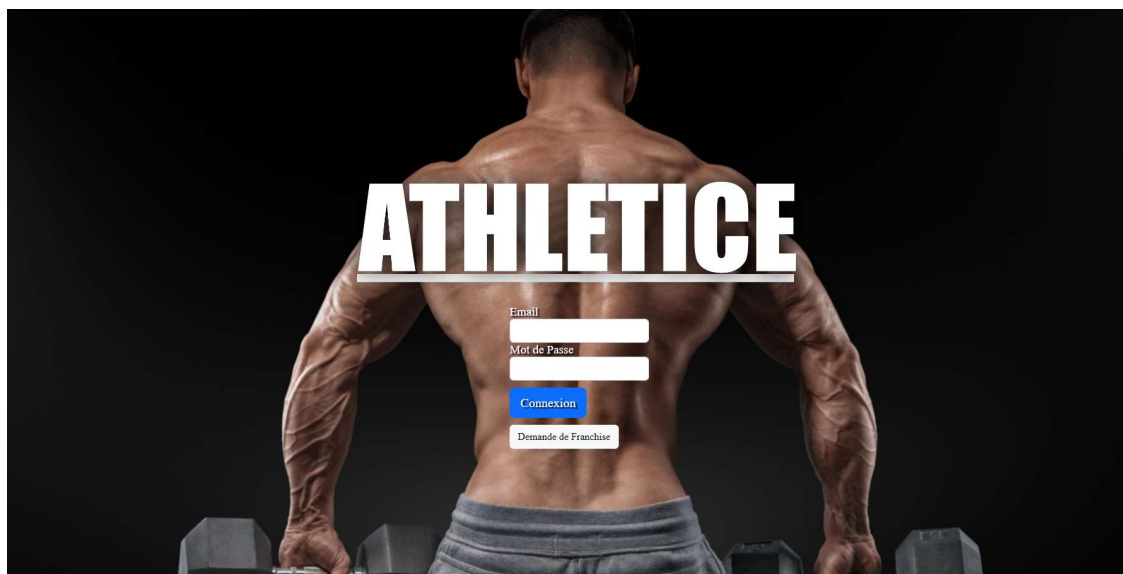 ATHLETICE
Email
Mot de Passe
Connexion
Demande de Franchise